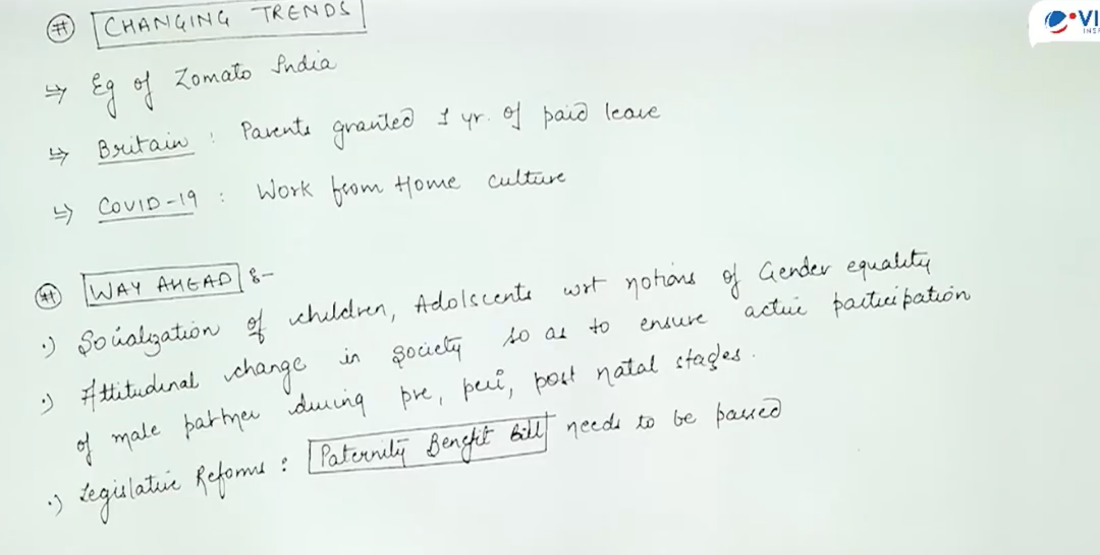 # CHANGING TRENDS
VI
INS
⇒ Eg of Zomato India
⇒ Britain : Parents granted 1 yr. of paid leave
⇒ COVID-19 : Work from Home culture
# WAY AHEAD :-
·) Socialization of children, Adolscents wrt notions of Gender equality
·) Attitudinal change in society so as to ensure active participation
of male partner during pre, peri, post natal stages.
·) Legislative Reforms : Paternity Benefit Bill needs to be passed